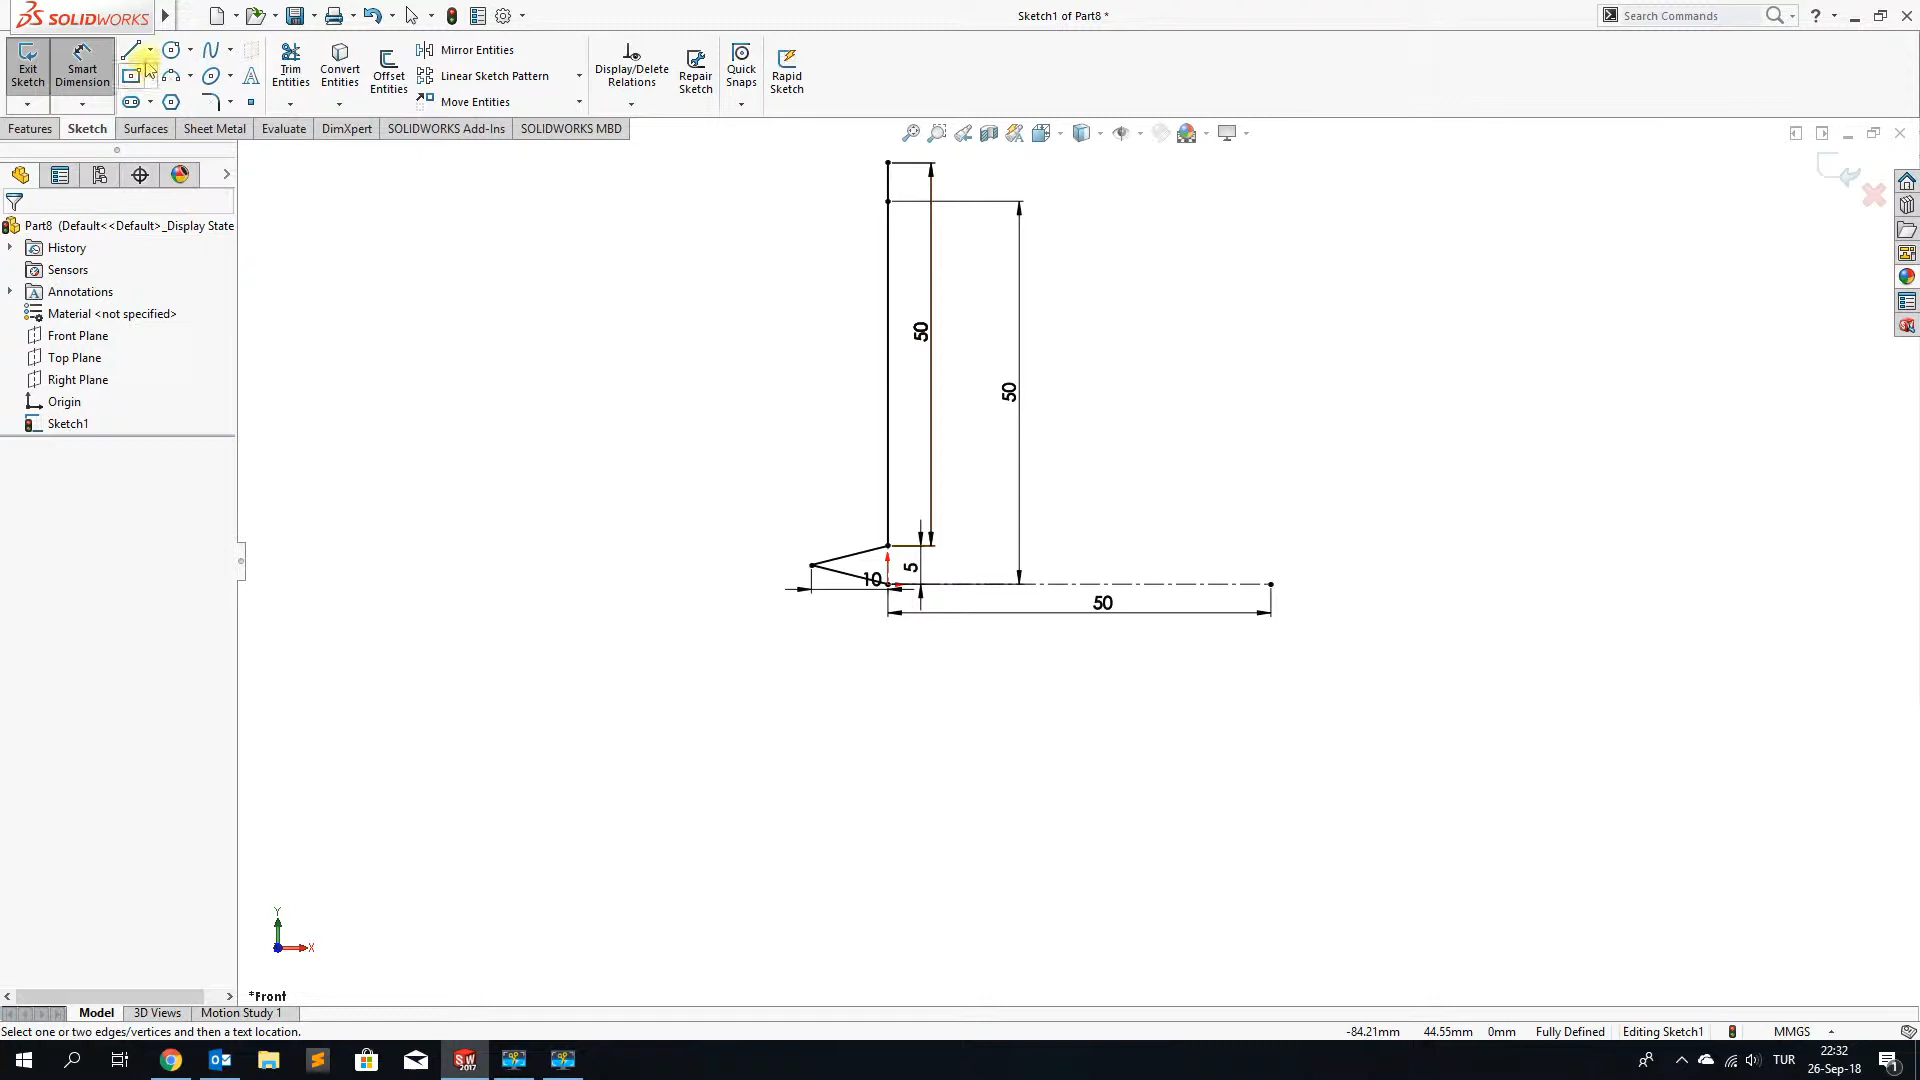 SOLIDWORKS
Sketch1 of Part8 *
Search Commands
Exit Sketch
Smart Dimension
Trim Entities
Convert Entities
Offset Entities
Mirror Entities
Linear Sketch Pattern
Move Entities
Display/Delete Relations
Repair Sketch
Quick Snaps
Rapid Sketch
Features
Sketch
Surfaces
Sheet Metal
Evaluate
DimXpert
SOLIDWORKS Add-Ins
SOLIDWORKS MBD
Part8 (Default<<Default>_Display State
History
Sensors
Annotations
Material <not specified>
Front Plane
Top Plane
Right Plane
Origin
Sketch1
50
50
10
5
50
Y
X
*Front
Model
3D Views
Motion Study 1
Select one or two edges/vertices and then a text location.
-84.21mm
44.55mm
0mm
Fully Defined
Editing Sketch1
MMGS
SW
2017
TUR
22:32
26-Sep-18
1